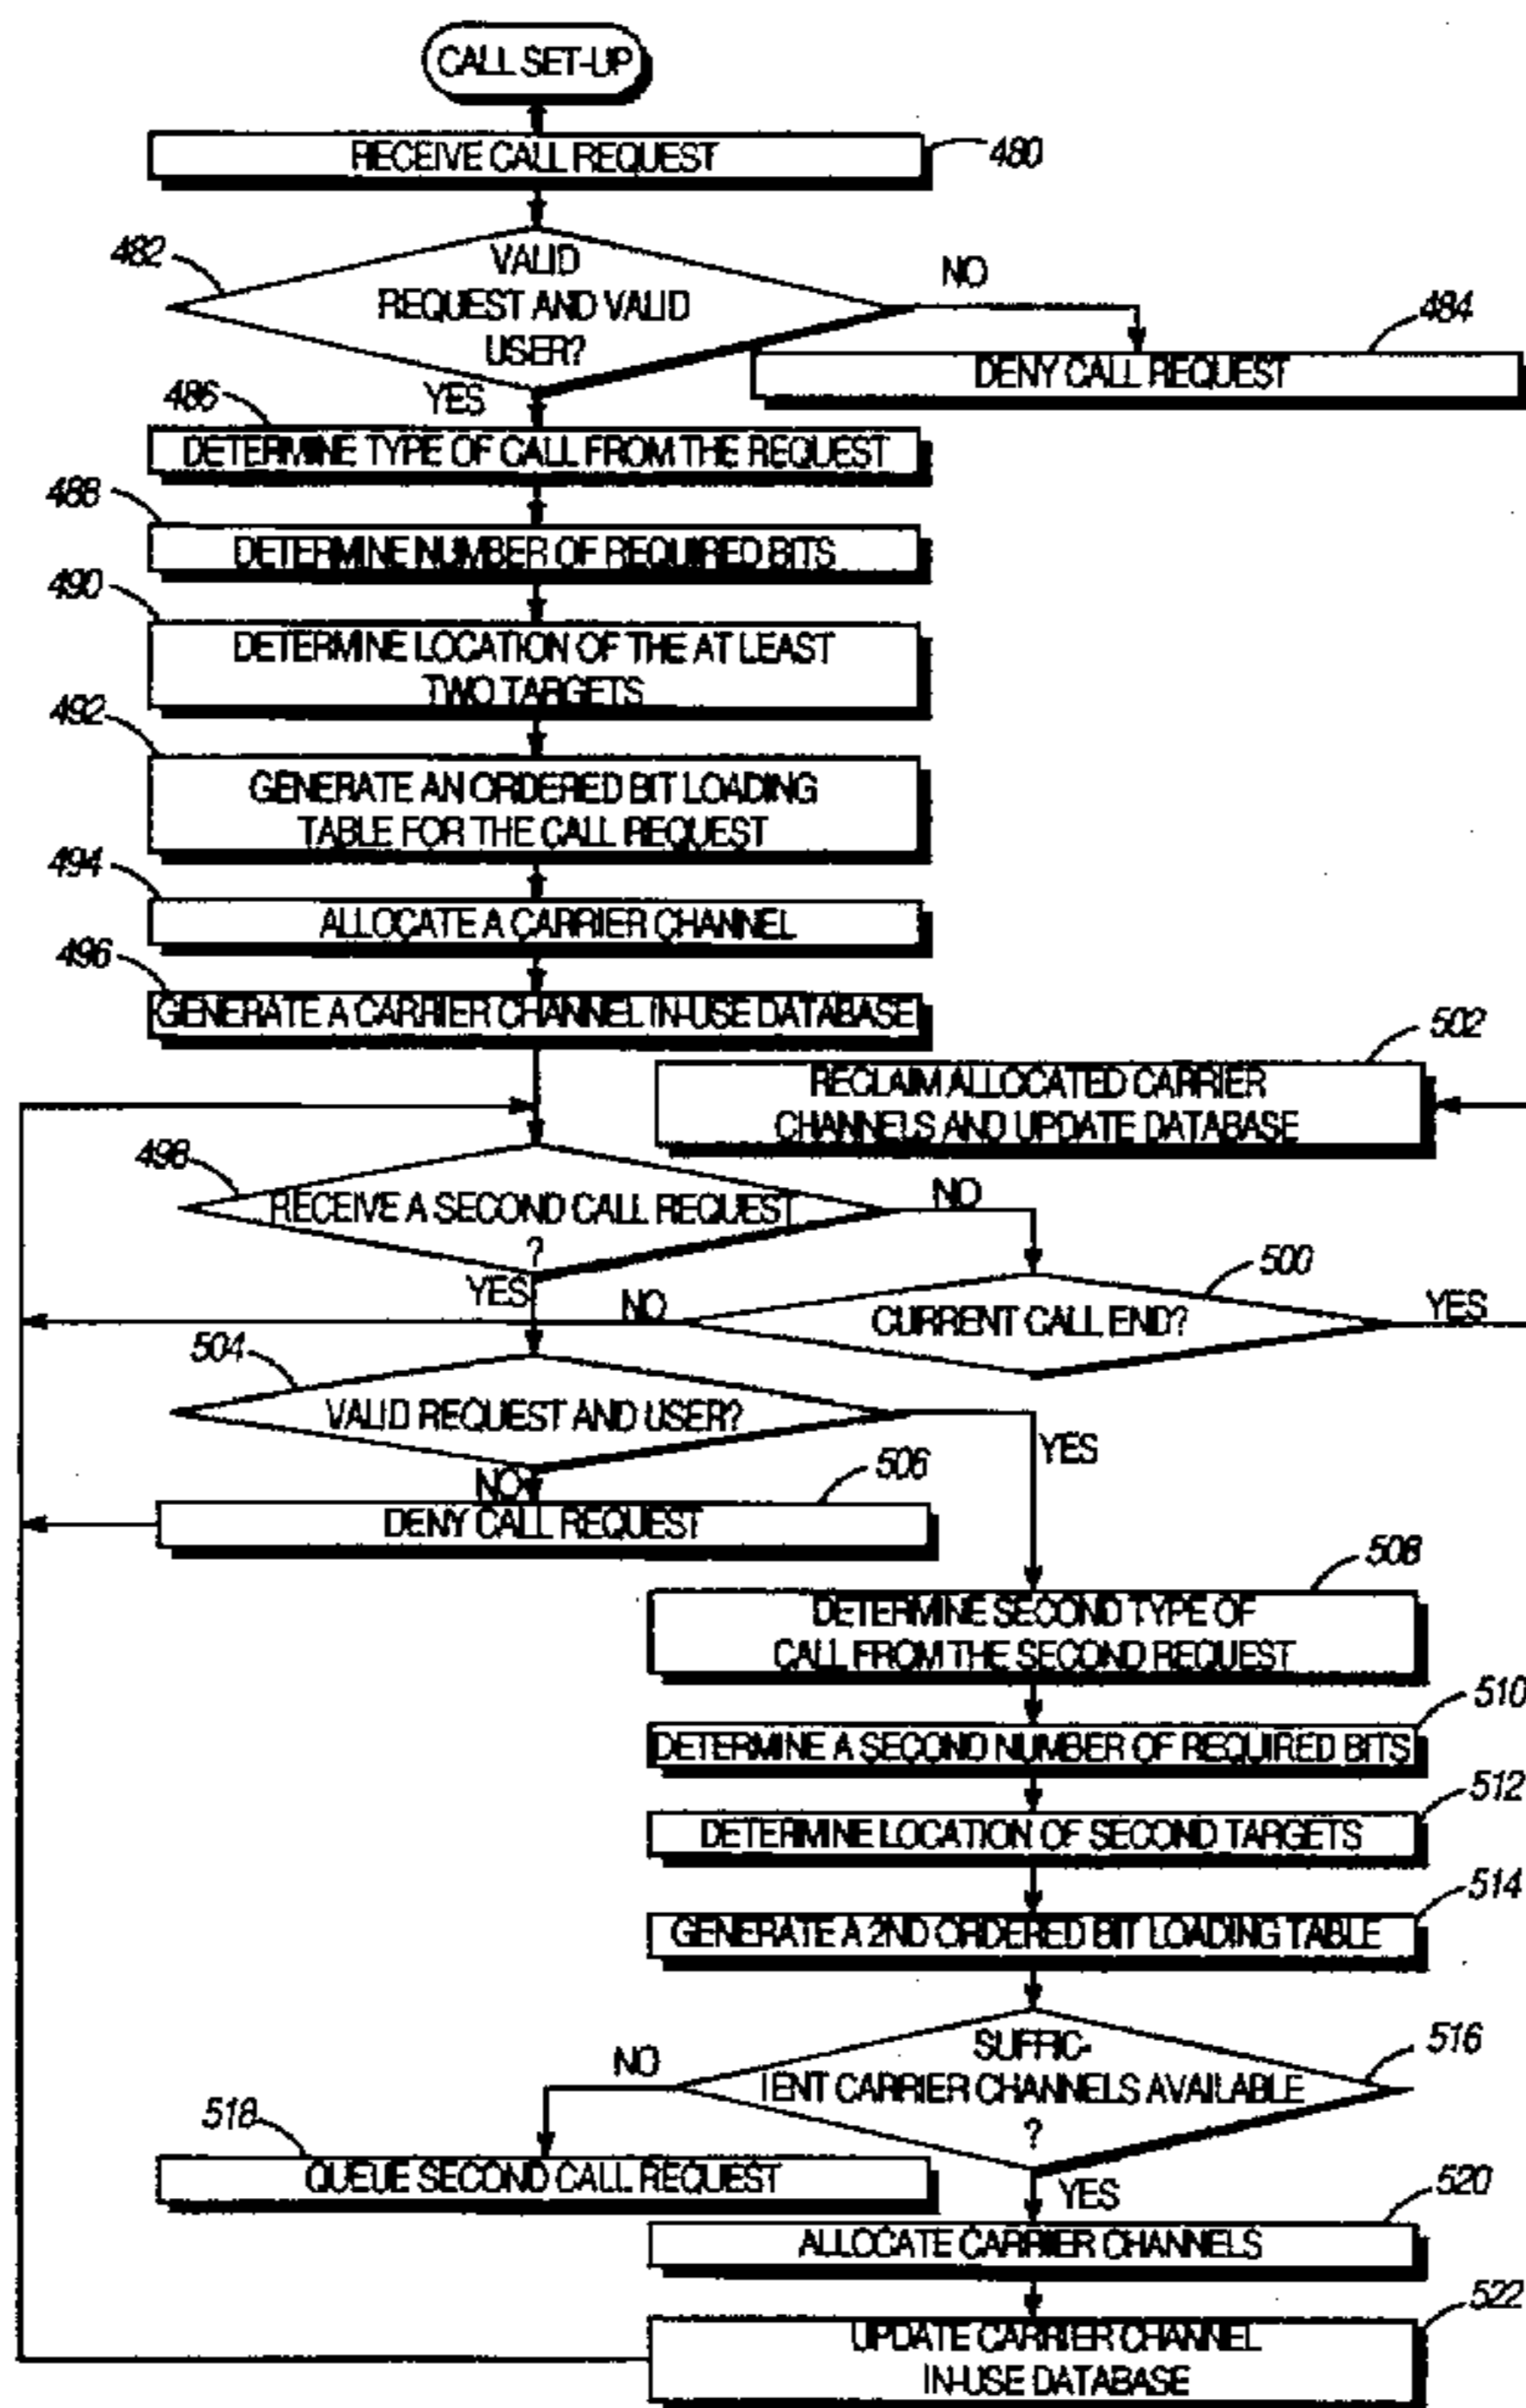 CALL SET-UP
RECEIVE CALL REQUEST
480
482
VALID
REQUEST AND VALID
USER?
NO
484
DENY CALL REQUEST
YES
486
DETERMINE TYPE OF CALL FROM THE REQUEST
488
DETERMINE NUMBER OF REQUIRED BITS
490
DETERMINE LOCATION OF THE AT LEAST
TWO TARGETS
492
GENERATE AN ORDERED BIT LOADING
TABLE FOR THE CALL REQUEST
494
ALLOCATE A CARRIER CHANNEL
496
GENERATE A CARRIER CHANNEL IN-USE DATABASE
502
RECLAIM ALLOCATED CARRIER
CHANNELS AND UPDATE DATABASE
498
RECEIVE A SECOND CALL REQUEST
?
NO
YES
500
CURRENT CALL END?
NO
YES
504
VALID REQUEST AND USER?
YES
NO
506
DENY CALL REQUEST
508
DETERMINE SECOND TYPE OF
CALL FROM THE SECOND REQUEST
510
DETERMINE A SECOND NUMBER OF REQUIRED BITS
512
DETERMINE LOCATION OF SECOND TARGETS
514
GENERATE A 2ND ORDERED BIT LOADING TABLE
516
SUFFIC-
IENT CARRIER CHANNELS AVAILABLE
?
NO
518
QUEUE SECOND CALL REQUEST
YES
520
ALLOCATE CARRIER CHANNELS
522
UPDATE CARRIER CHANNEL
IN-USE DATABASE